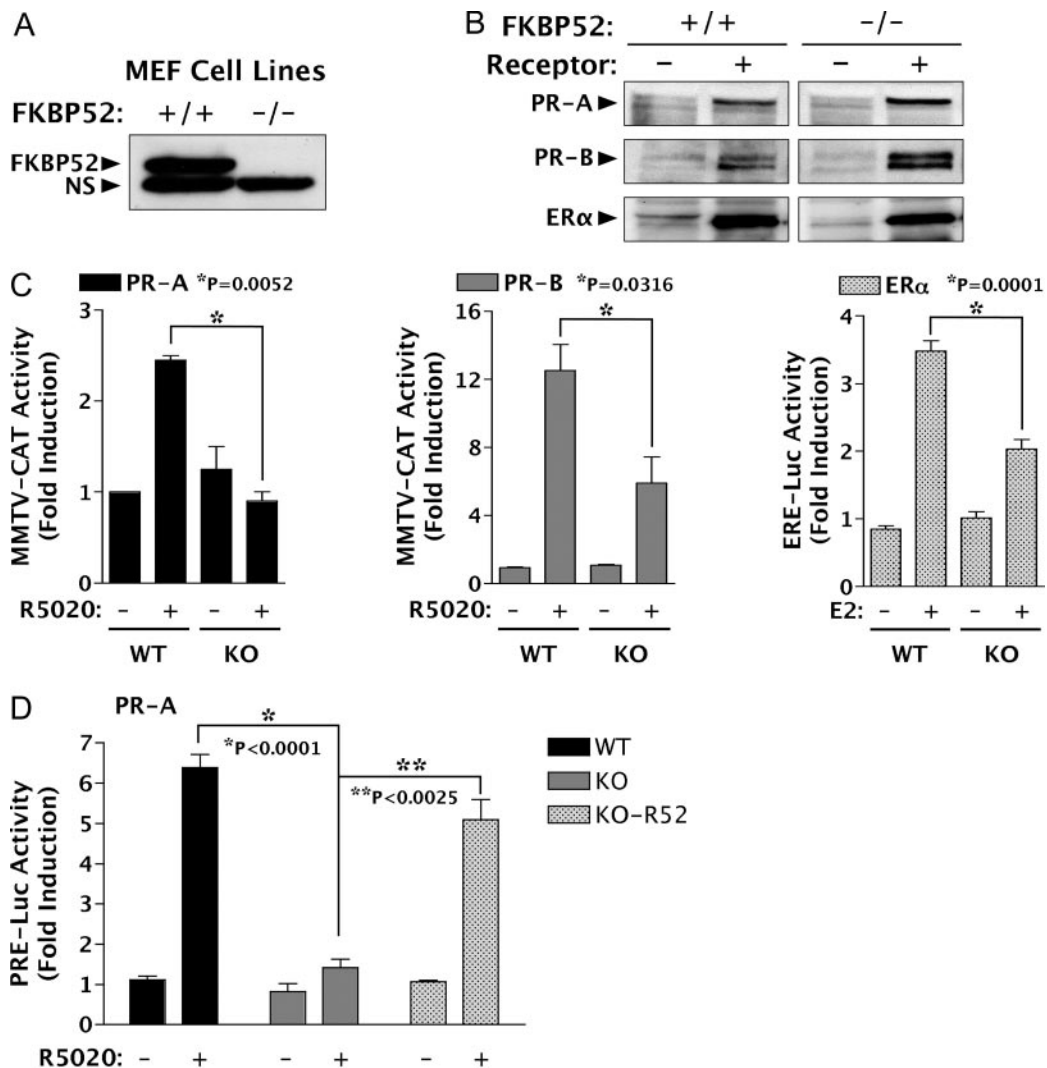 A
MEF Cell Lines
FKBP52: +/+ -/-
FKBP52
NS
B
FKBP52: +/+ -/-
Receptor: - + - +
PR-A
PR-B
ERα
C
PR-A *P=0.0052
MMTV-CAT Activity
(Fold Induction)
3
2
1
0
*
R5020: - + - +
WT KO
PR-B *P=0.0316
MMTV-CAT Activity
(Fold Induction)
16
12
8
4
0
*
R5020: - + - +
WT KO
ERα *P=0.0001
ERE-Luc Activity
(Fold Induction)
4
3
2
1
0
*
E2: - + - +
WT KO
D
PR-A
PRE-Luc Activity
(Fold Induction)
7
6
5
4
3
2
1
0
*
*P<0.0001
**
**P<0.0025
WT
KO
KO-R52
R5020: - + - + - +